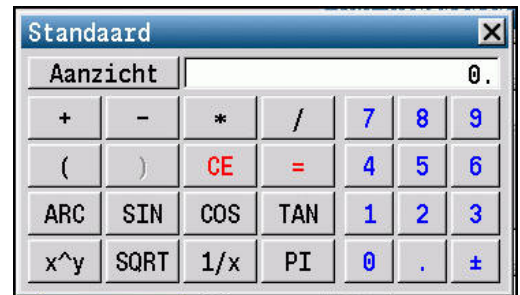 Standaard
Aanzicht 0.
+ - * / 7 8 9
( ) CE = 4 5 6
ARC SIN COS TAN 1 2 3
x^y SQRT 1/x PI 0 . ±